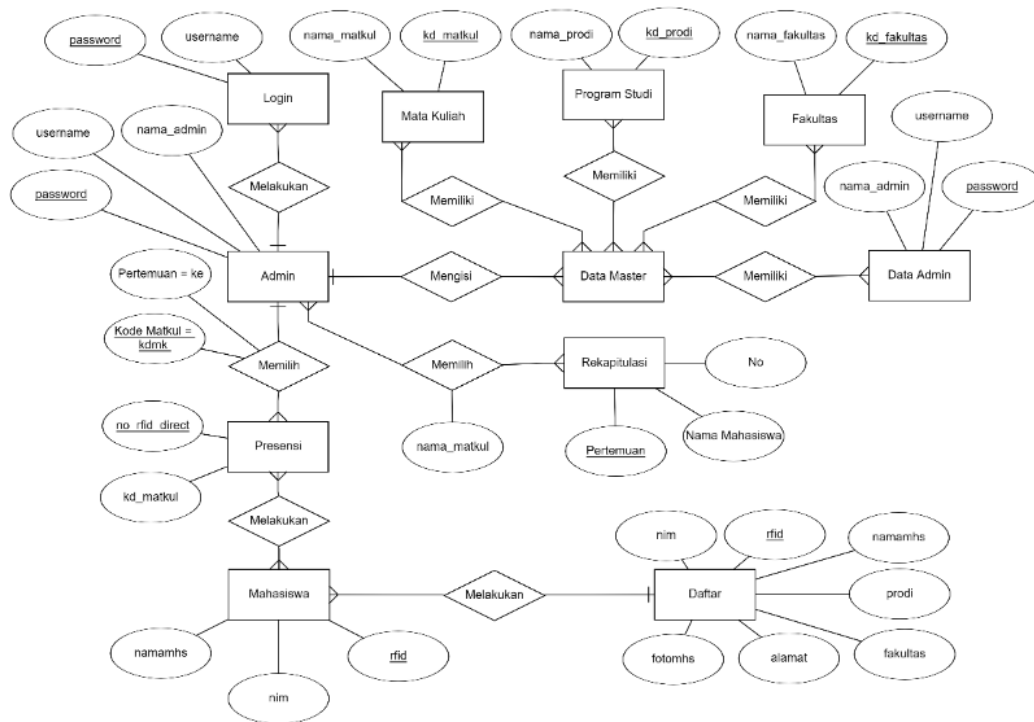 password
username
nama_matkul
kd_matkul
nama_prodi
kd_prodi
nama_fakultas
kd_fakultas
Login
Mata Kuliah
Program Studi
Fakultas
username
username
nama_admin
password
Melakukan
Memiliki
Memiliki
Memiliki
nama_admin
password
Pertemuan = ke
Admin
Mengisi
Data Master
Memiliki
Data Admin
Kode Matkul =
kdmk
Memilih
Memilih
Rekapitulasi
No
no_rfid_direct
Presensi
nama_matkul
Pertemuan
Nama Mahasiswa
kd_matkul
Melakukan
nim
rfid
namamhs
Mahasiswa
Melakukan
Daftar
prodi
namamhs
rfid
fotomhs
alamat
fakultas
nim